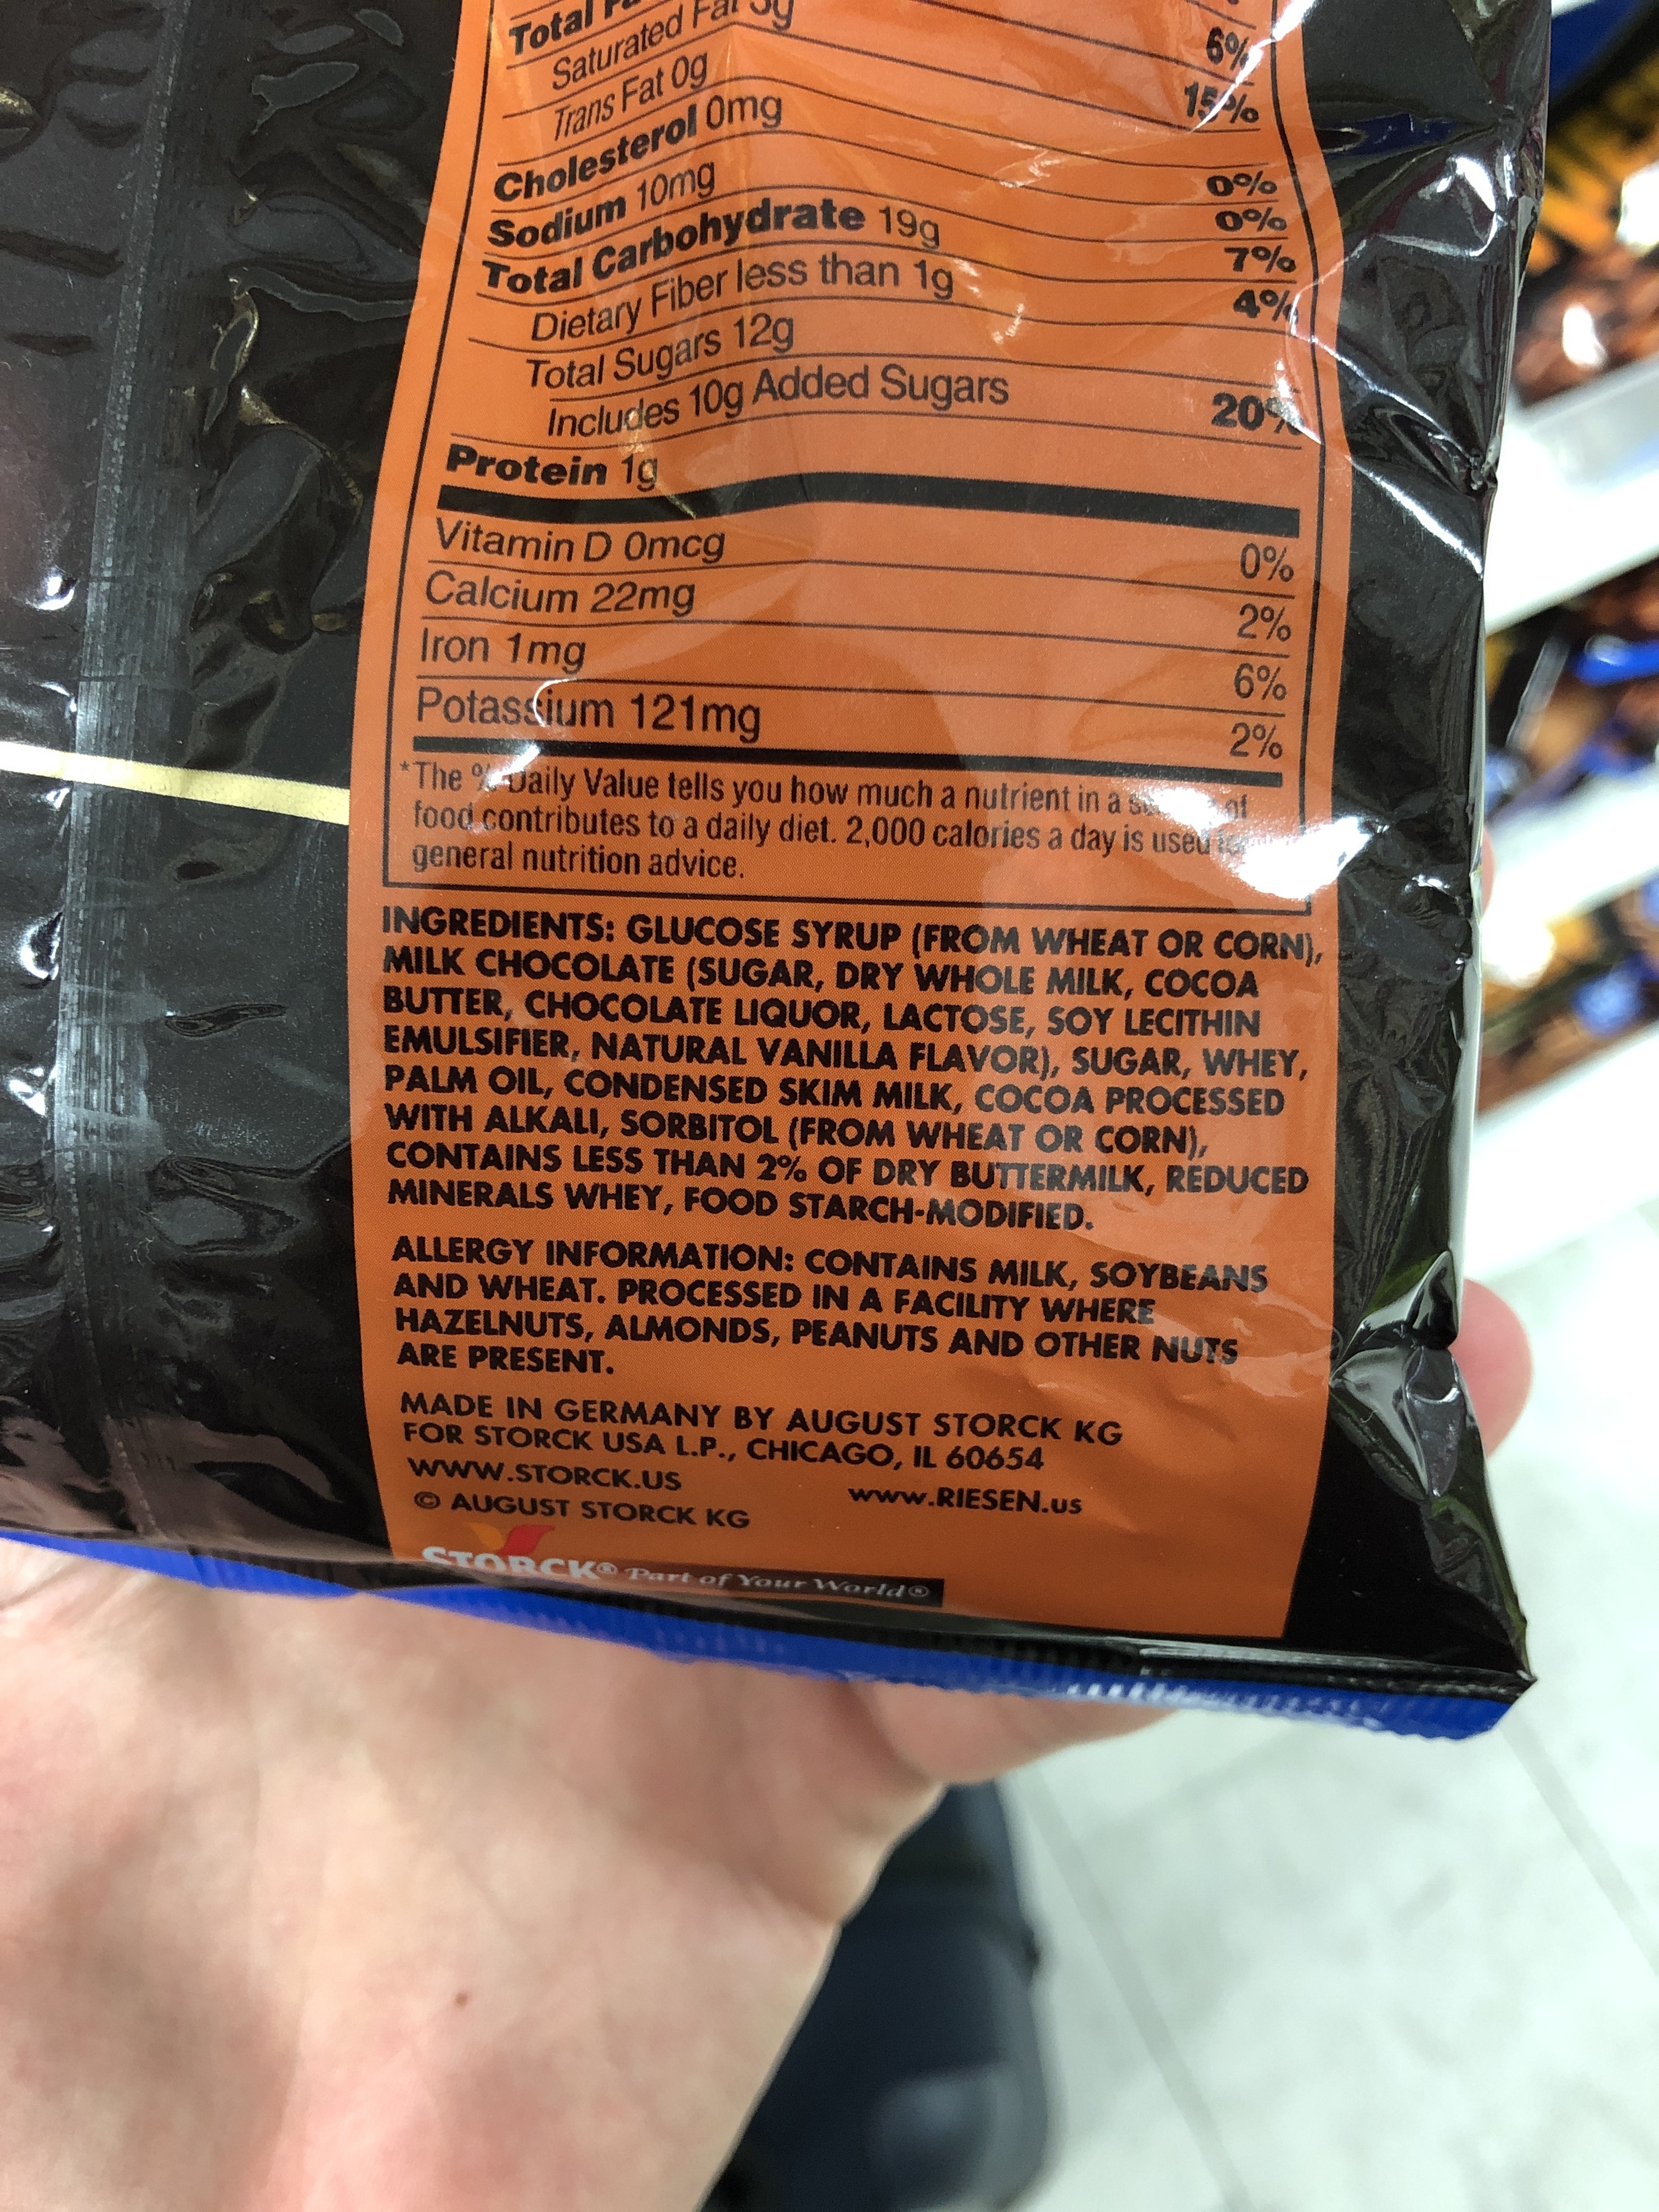 Total
Saturated Fat 3g 6%
Trans Fat 0g 15%
Cholesterol 0mg 0%
Sodium 10mg 0%
Total Carbohydrate 19g 7%
Dietary Fiber less than 1g 4%
Total Sugars 12g
Includes 10g Added Sugars 20%
Protein 1g
Vitamin D 0mcg 0%
Calcium 22mg 2%
Iron 1mg 6%
Potassium 121mg 2%
*The % Daily Value tells you how much a nutrient in a of
food contributes to a daily diet. 2,000 calories a day is used
general nutrition advice.
INGREDIENTS: GLUCOSE SYRUP (FROM WHEAT OR CORN),
MILK CHOCOLATE (SUGAR, DRY WHOLE MILK, COCOA
BUTTER, CHOCOLATE LIQUOR, LACTOSE, SOY LECITHIN
EMULSIFIER, NATURAL VANILLA FLAVOR), SUGAR, WHEY,
PALM OIL, CONDENSED SKIM MILK, COCOA PROCESSED
WITH ALKALI, SORBITOL (FROM WHEAT OR CORN),
CONTAINS LESS THAN 2% OF DRY BUTTERMILK, REDUCED
MINERALS WHEY, FOOD STARCH-MODIFIED.
ALLERGY INFORMATION: CONTAINS MILK, SOYBEANS
AND WHEAT. PROCESSED IN A FACILITY WHERE
HAZELNUTS, ALMONDS, PEANUTS AND OTHER NUTS
ARE PRESENT.
MADE IN GERMANY BY AUGUST STORCK KG
FOR STORCK USA L.P., CHICAGO, IL 60654
WWW.STORCK.US www.RIESEN.us
© AUGUST STORCK KG
STORCK® Part of Your World®